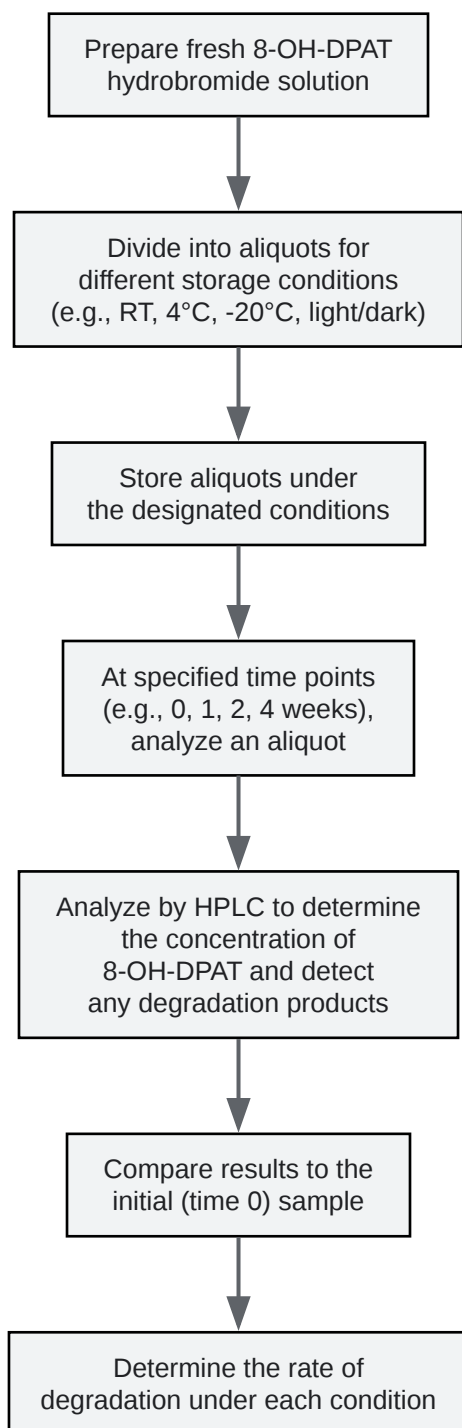 Prepare fresh 8-OH-DPAT
hydrobromide solution
Divide into aliquots for
different storage conditions
(e.g., RT, 4°C, -20°C, light/dark)
Store aliquots under
the designated conditions
At specified time points
(e.g., 0, 1, 2, 4 weeks),
analyze an aliquot
Analyze by HPLC to determine
the concentration of
8-OH-DPAT and detect
any degradation products
Compare results to the
initial (time 0) sample
Determine the rate of
degradation under each condition